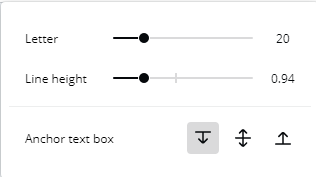 Letter 20
Line height 0.94
Anchor text box